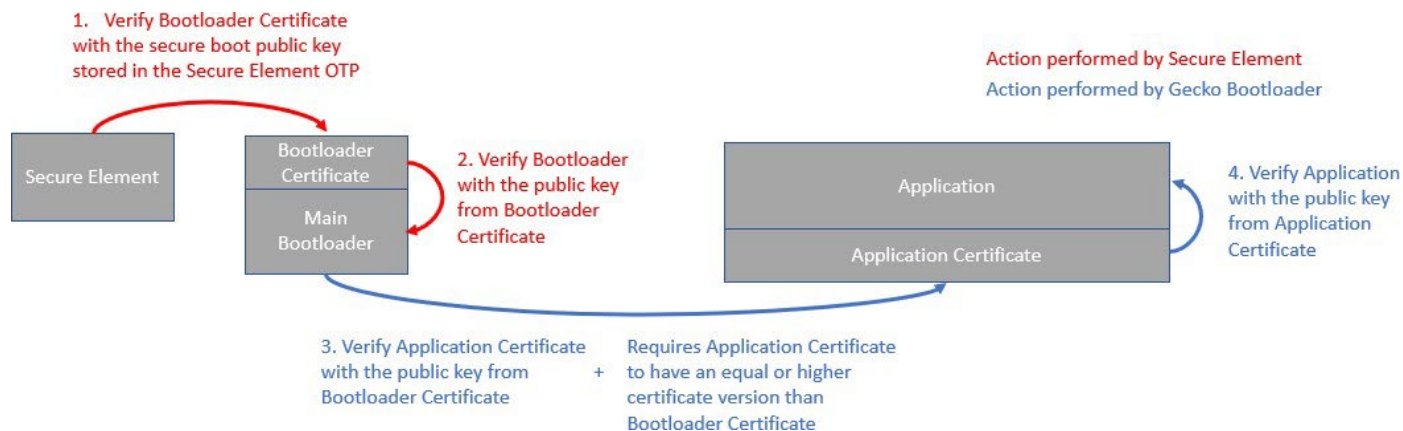 1. Verify Bootloader Certificate
with the secure boot public key
stored in the Secure Element OTP
Action performed by Secure Element
Action performed by Gecko Bootloader
Secure Element
Bootloader
Certificate
Main
Bootloader
2. Verify Bootloader
with the public key
from Bootloader
Certificate
Application
Application Certificate
4. Verify Application
with the public key
from Application
Certificate
3. Verify Application Certificate
with the public key from
Bootloader Certificate
+
Requires Application Certificate
to have an equal or higher
certificate version than
Bootloader Certificate